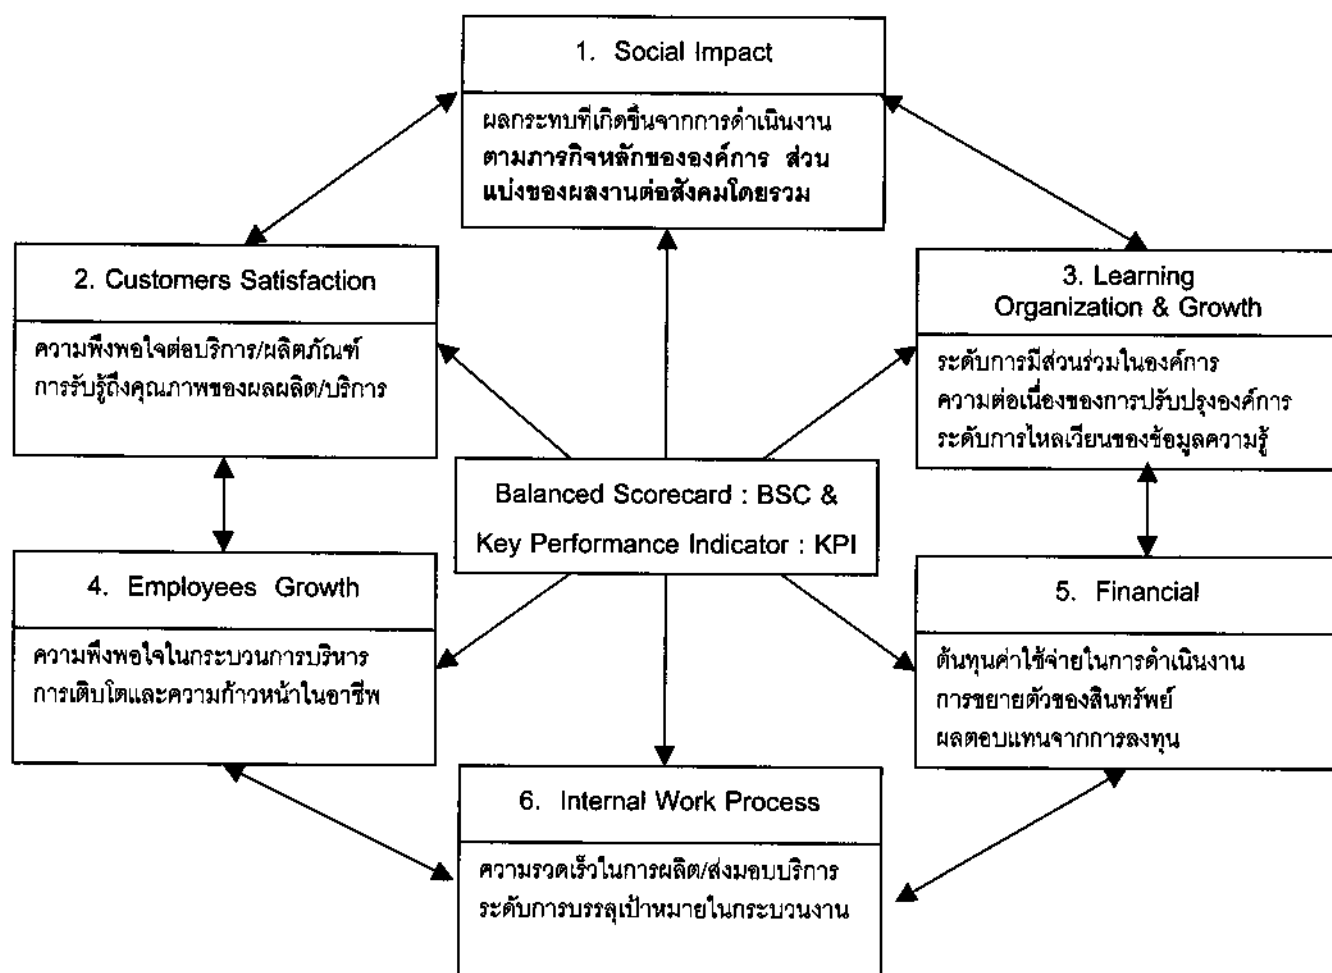 1. Social Impact
ผลกระทบที่เกิดขึ้นจากการดำเนินงาน
ตามภารกิจหลักขององค์การ ส่วน
แบ่งของผลงานต่อสังคมโดยรวม
2. Customers Satisfaction
ความพึงพอใจต่อบริการ/ผลิตภัณฑ์
การรับรู้ถึงคุณภาพของผลผลิต/บริการ
3. Learning
Organization & Growth
ระดับการมีส่วนร่วมในองค์การ
ความต่อเนื่องของการปรับปรุงองค์การ
ระดับการไหลเวียนของข้อมูลความรู้
Balanced Scorecard : BSC &
Key Performance Indicator : KPI
4. Employees Growth
ความพึงพอใจในกระบวนการบริหาร
การเติบโตและความก้าวหน้าในอาชีพ
5. Financial
ต้นทุนค่าใช้จ่ายในการดำเนินงาน
การขยายตัวของสินทรัพย์
ผลตอบแทนจากการลงทุน
6. Internal Work Process
ความรวดเร็วในการผลิต/ส่งมอบบริการ
ระดับการบรรลุเป้าหมายในกระบวนงาน